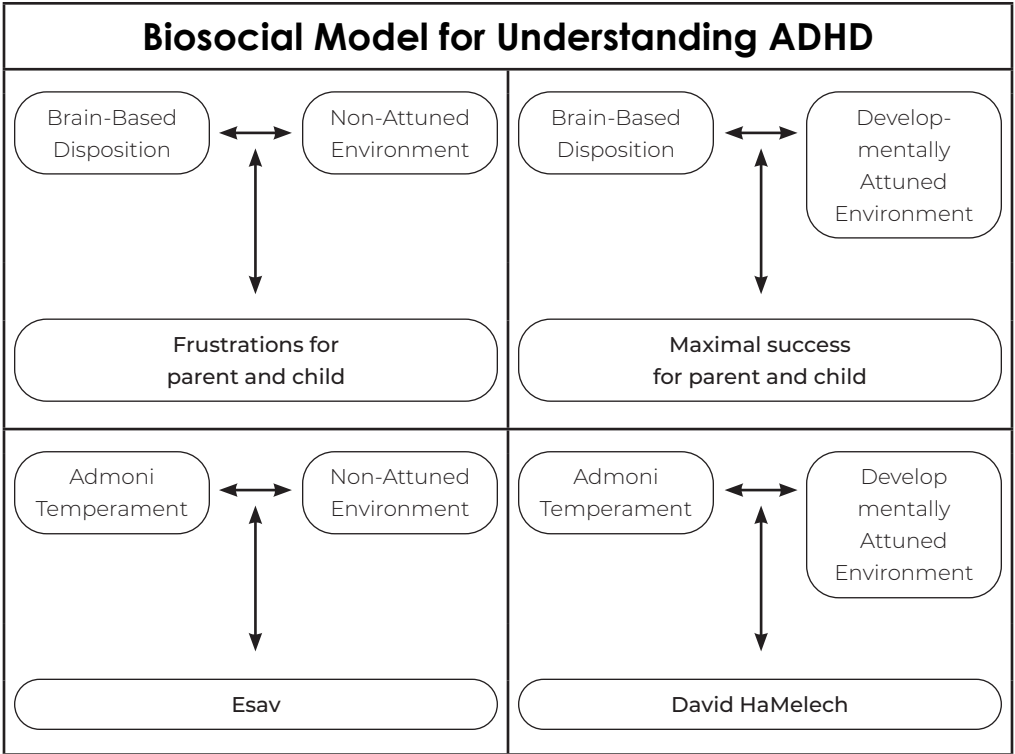 Biosocial Model for Understanding ADHD
Brain-Based
Disposition
Non-Attuned
Environment
Frustrations for
parent and child
Brain-Based
Disposition
Develop-
mentally
Attuned
Environment
Maximal success
for parent and child
Admoni
Temperament
Non-Attuned
Environment
Esav
Admoni
Temperament
Develop
mentally
Attuned
Environment
David HaMelech